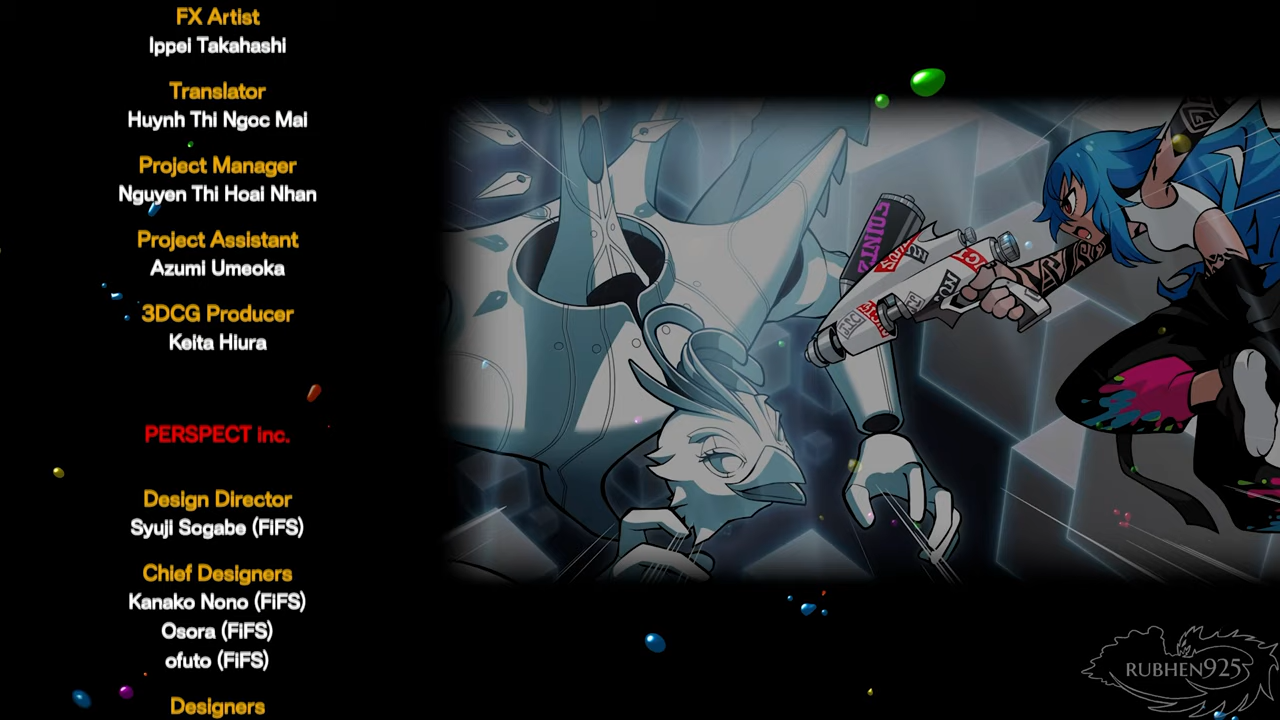 FX Artist
Ippei Takahashi
Translator
Huynh Thi Ngoc Mai
Project Manager
Nguyen Thi Hoai Nhan
Project Assistant
Azumi Umeoka
3DCG Producer
Keita Hiura
PERSPECT inc.
Design Director
Syuji Sogabe (FiFS)
Chief Designers
Kanako Nono (FiFS)
Osora (FiFS)
ofuto (FiFS)
Designers
RUBHEN925